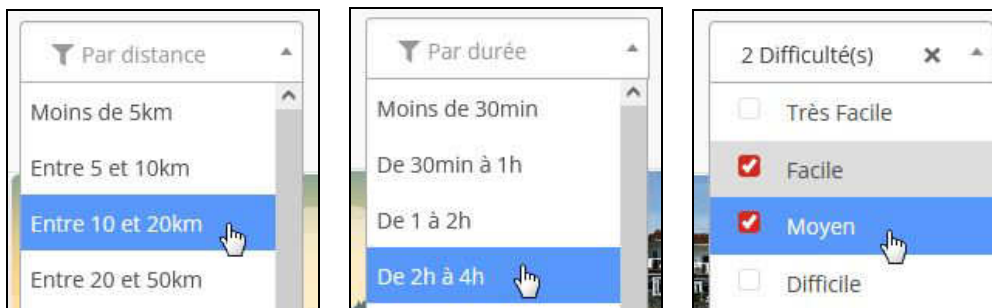 Par distance
Moins de 5km
Entre 5 et 10km
Entre 10 et 20km
Entre 20 et 50km
Par durée
Moins de 30min
De 30min à 1h
De 1 à 2h
De 2h à 4h
2 Difficulté(s)
Très Facile
Facile
Moyen
Difficile